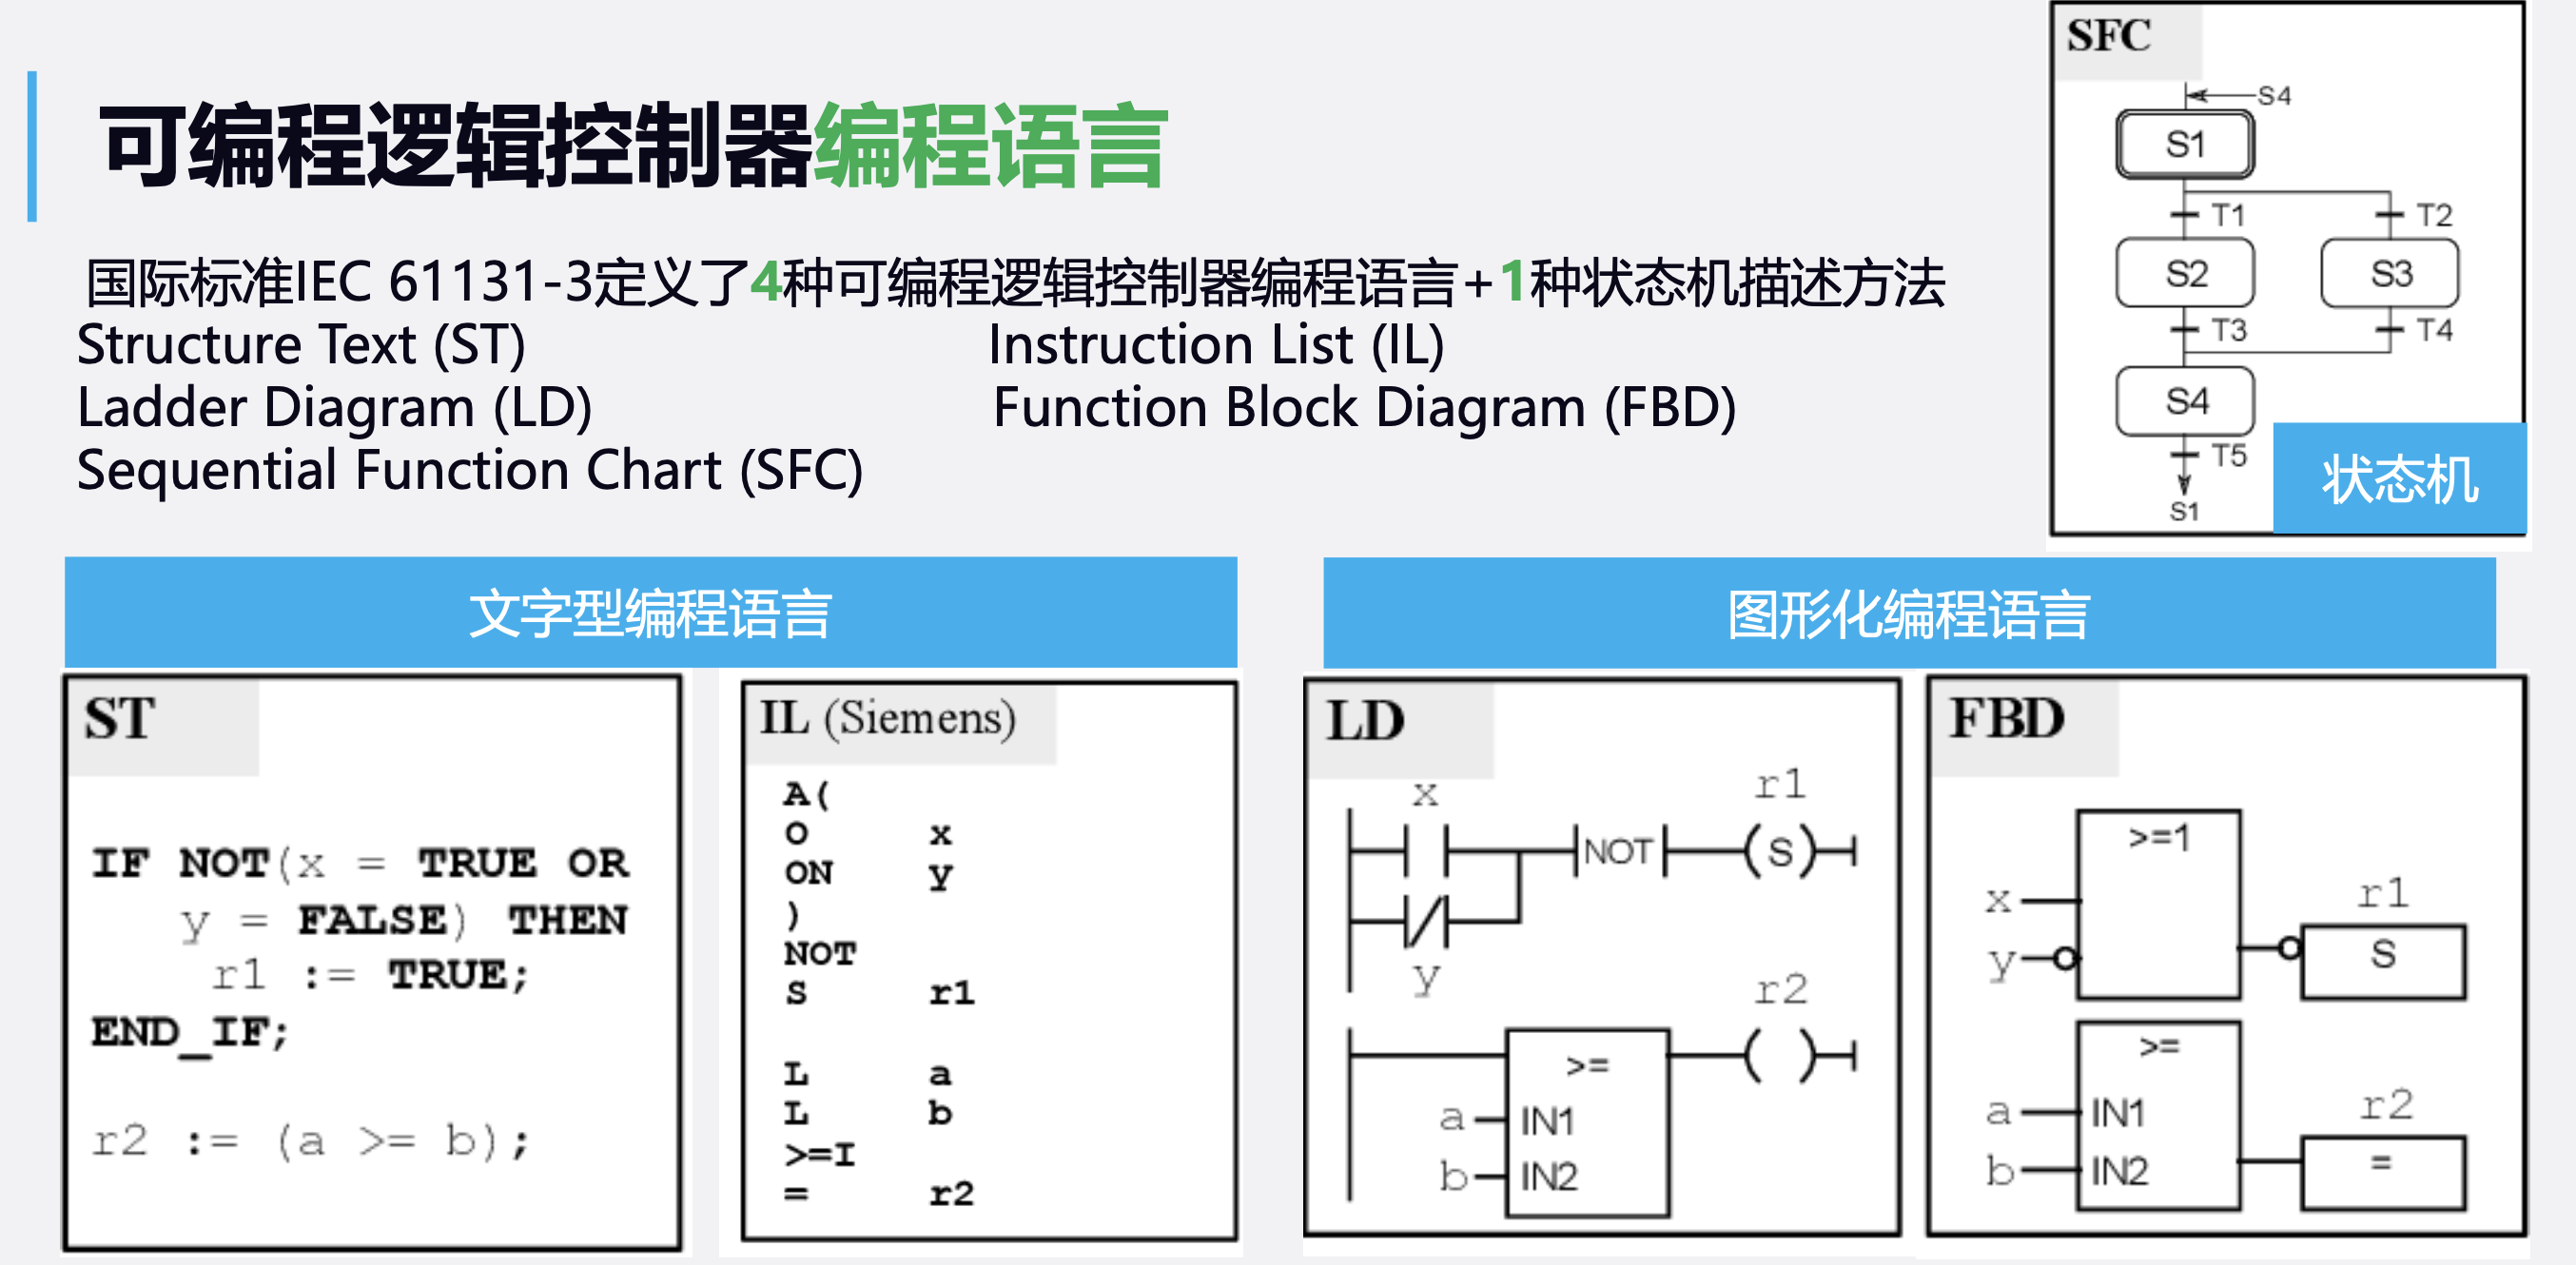 可编程逻辑控制器编程语言
国际标准IEC 61131-3定义了4种可编程逻辑控制器编程语言+1种状态机描述方法
Structure Text (ST)
Instruction List (IL)
Ladder Diagram (LD)
Function Block Diagram (FBD)
Sequential Function Chart (SFC)
SFC
S4
S1
T1
T2
S2
S3
T3
T4
S4
T5
S1
状态机
文字型编程语言
ST
IF NOT(x = TRUE OR
y = FALSE) THEN
r1 := TRUE;
END_IF;
r2 := (a >= b);
IL (Siemens)
A(
O x
ON y
)
NOT
S r1
L a
L b
>=I
= r2
图形化编程语言
LD
x
r1
NOT
(S)
y
r2
>=
( )
a
IN1
b
IN2
FBD
>=1
x
y
r1
S
>=
a
IN1
b
IN2
r2
=